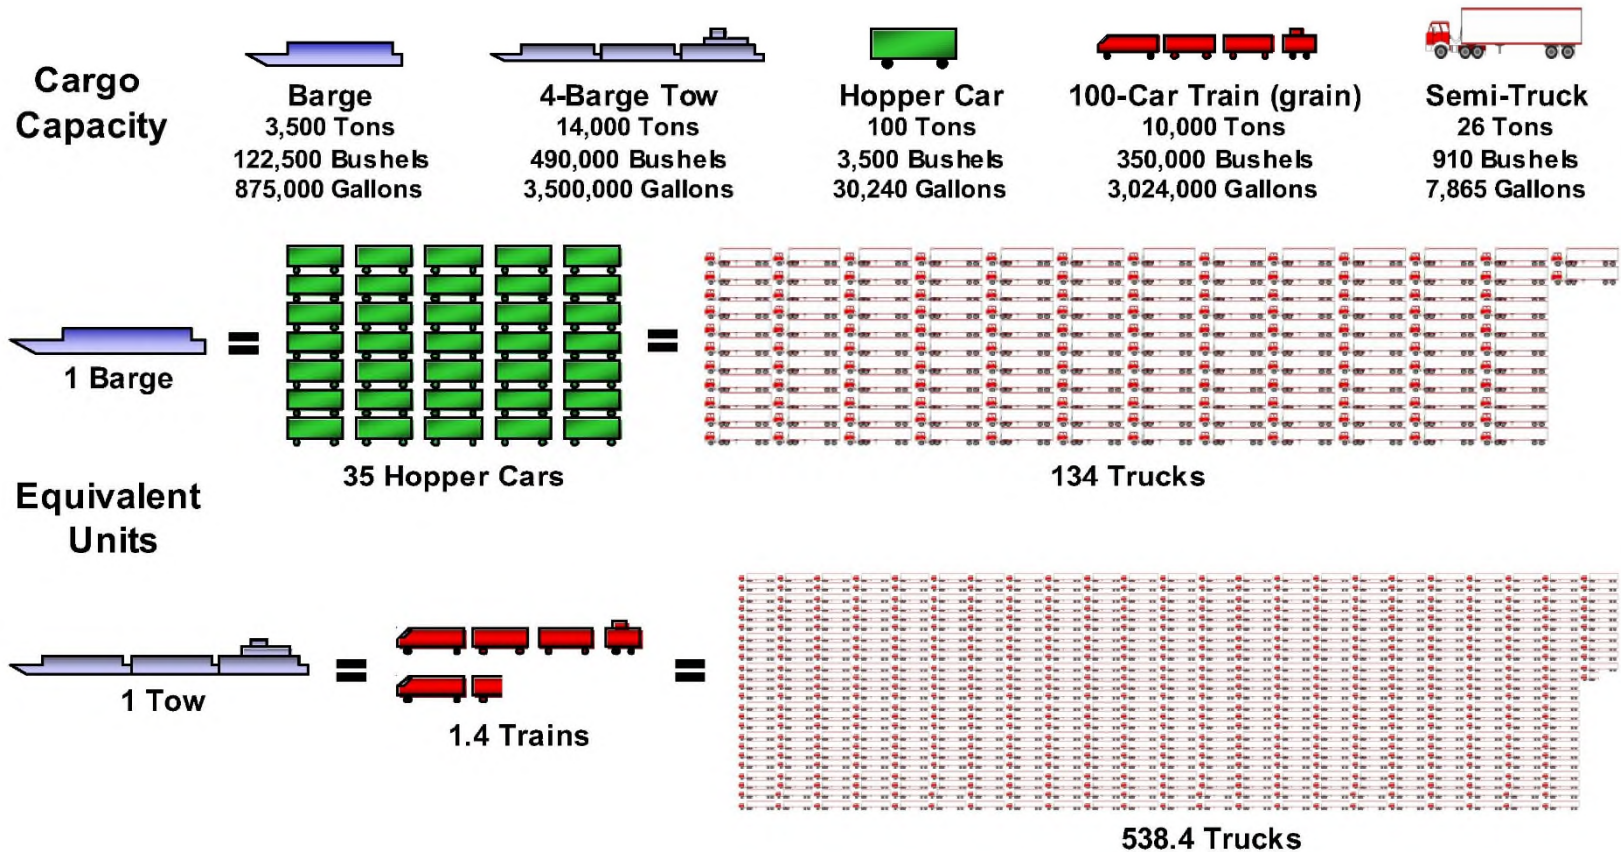 Cargo
Capacity
Barge
3,500 Tons
122,500 Bushels
875,000 Gallons
4-Barge Tow
14,000 Tons
490,000 Bushels
3,500,000 Gallons
Hopper Car
100 Tons
3,500 Bushels
30,240 Gallons
100-Car Train (grain)
10,000 Tons
350,000 Bushels
3,024,000 Gallons
Semi-Truck
26 Tons
910 Bushels
7,865 Gallons
1 Barge
=
35 Hopper Cars
=
134 Trucks
Equivalent
Units
1 Tow
=
1.4 Trains
=
538.4 Trucks